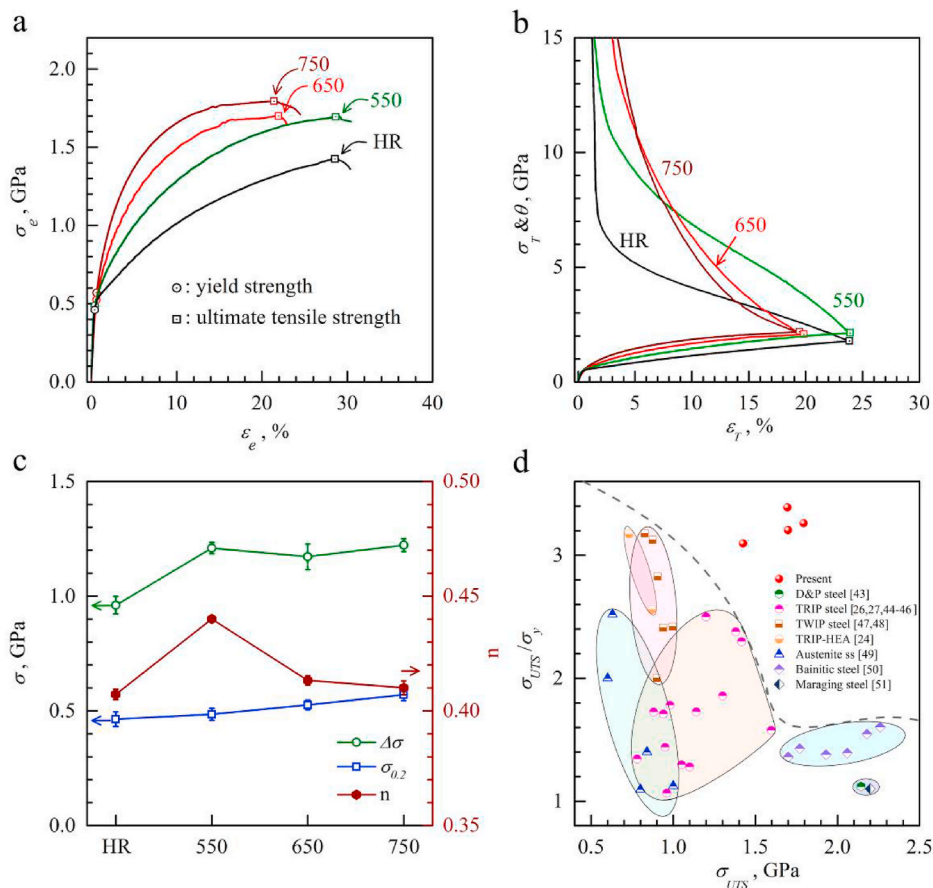 a
2.0
1.5
1.0
0.5
0.0
σe , GPa
750
650
550
HR
: yield strength
: ultimate tensile strength
0
10
20
30
40
εe , %
b
15
10
5
0
σT &θ, GPa
750
HR
650
550
0
5
10
15
20
25
30
εT , %
c
1.5
1.0
0.5
0.0
σ, GPa
0.50
0.45
0.40
0.35
n
Δσ
σ0.2
n
HR
550
650
750
d
3
2
1
σUTS/σy
Present
D&P steel [43]
TRIP steel [26,27,44-46]
TWIP steel [47,48]
TRIP-HEA [24]
Austenite ss [49]
Bainitic steel [50]
Maraging steel [51]
0.5
1.0
1.5
2.0
2.5
σUTS , GPa